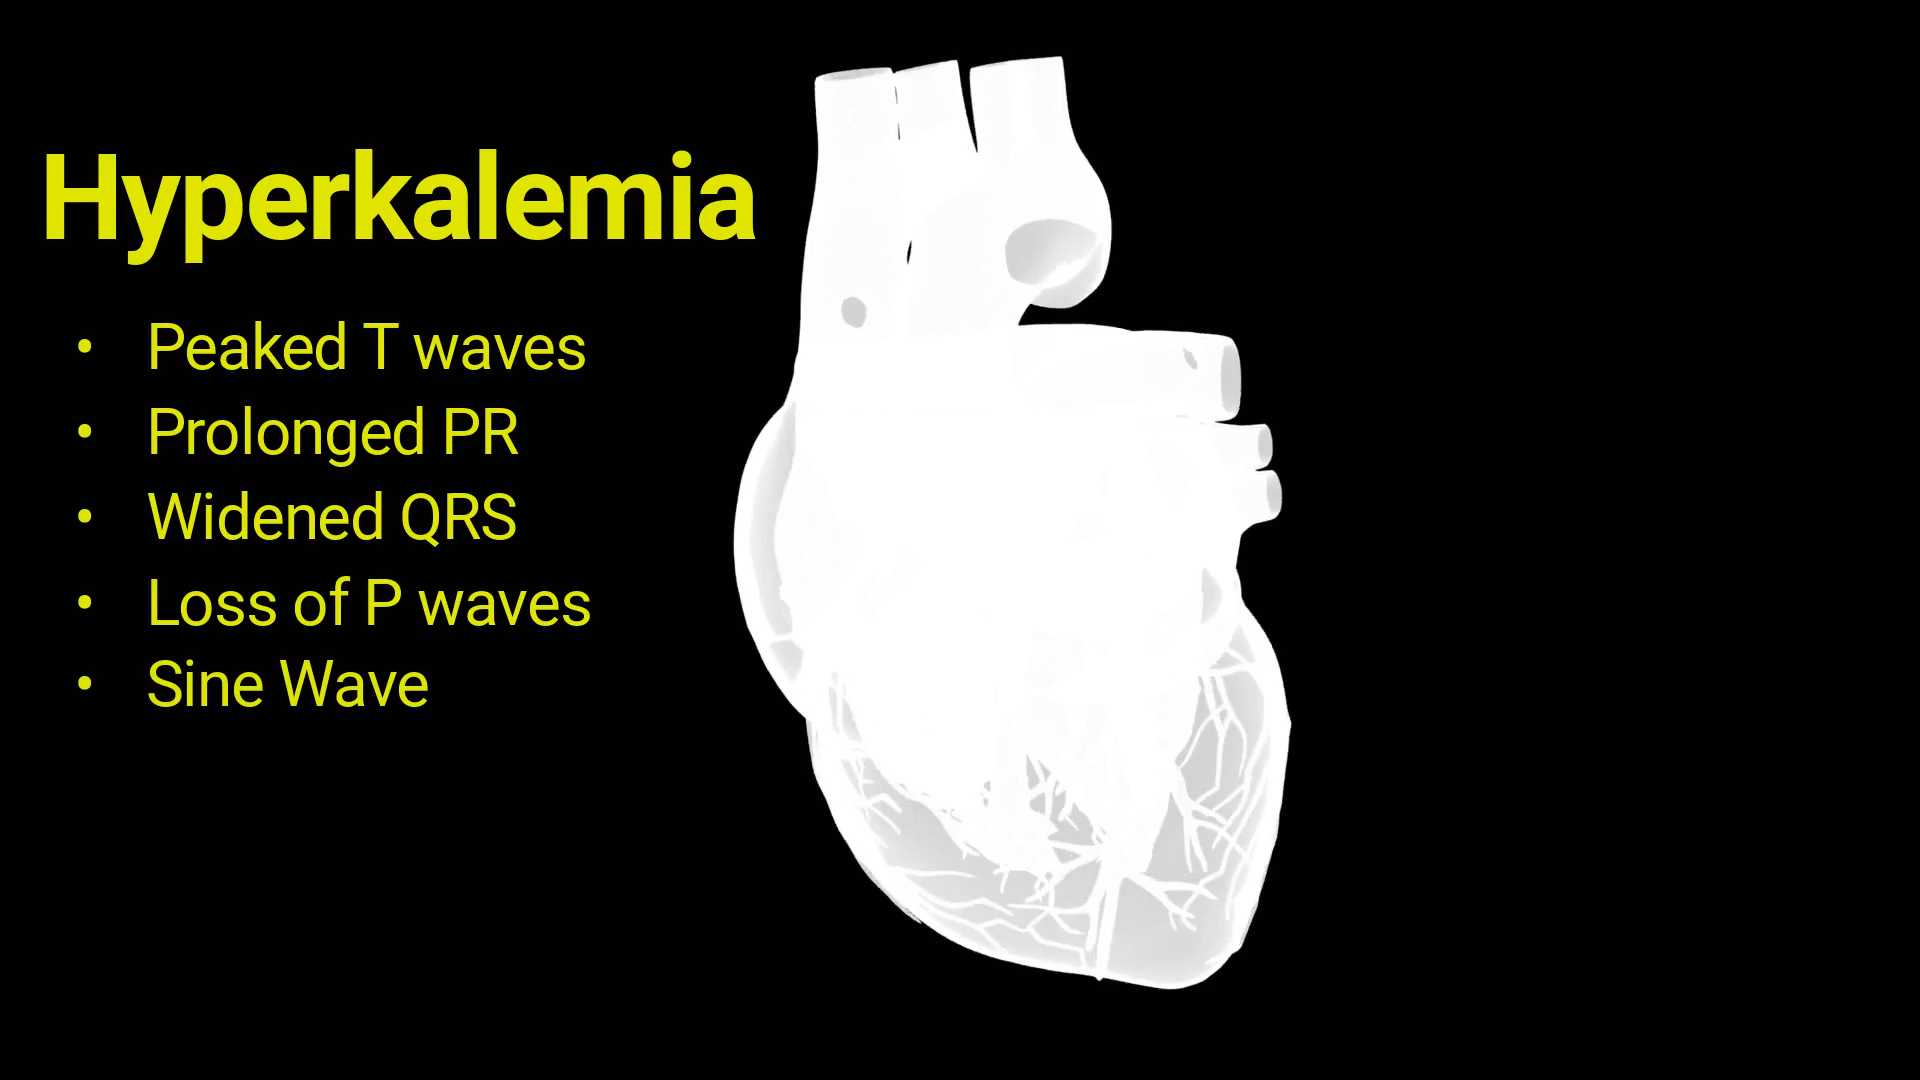 Hyperkalemia
• Peaked T waves
• Prolonged PR
• Widened QRS
• Loss of P waves
• Sine Wave